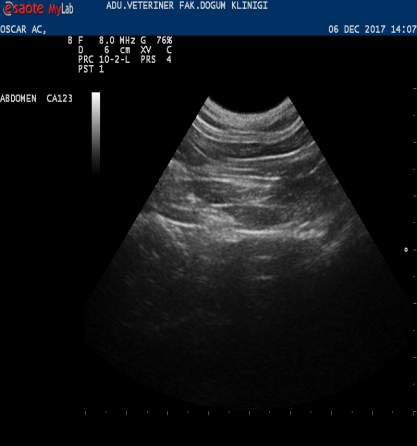 esaote MyLab
ADU.VETERINER FAK.DOGUM KLINIGI
OSCAR AC,
06 DEC 2017 14:07
B F 8.0 MHz G 76%
D 6 cm XV C
PRC 10-2-L PRS 4
PST 1
ABDOMEN CA123